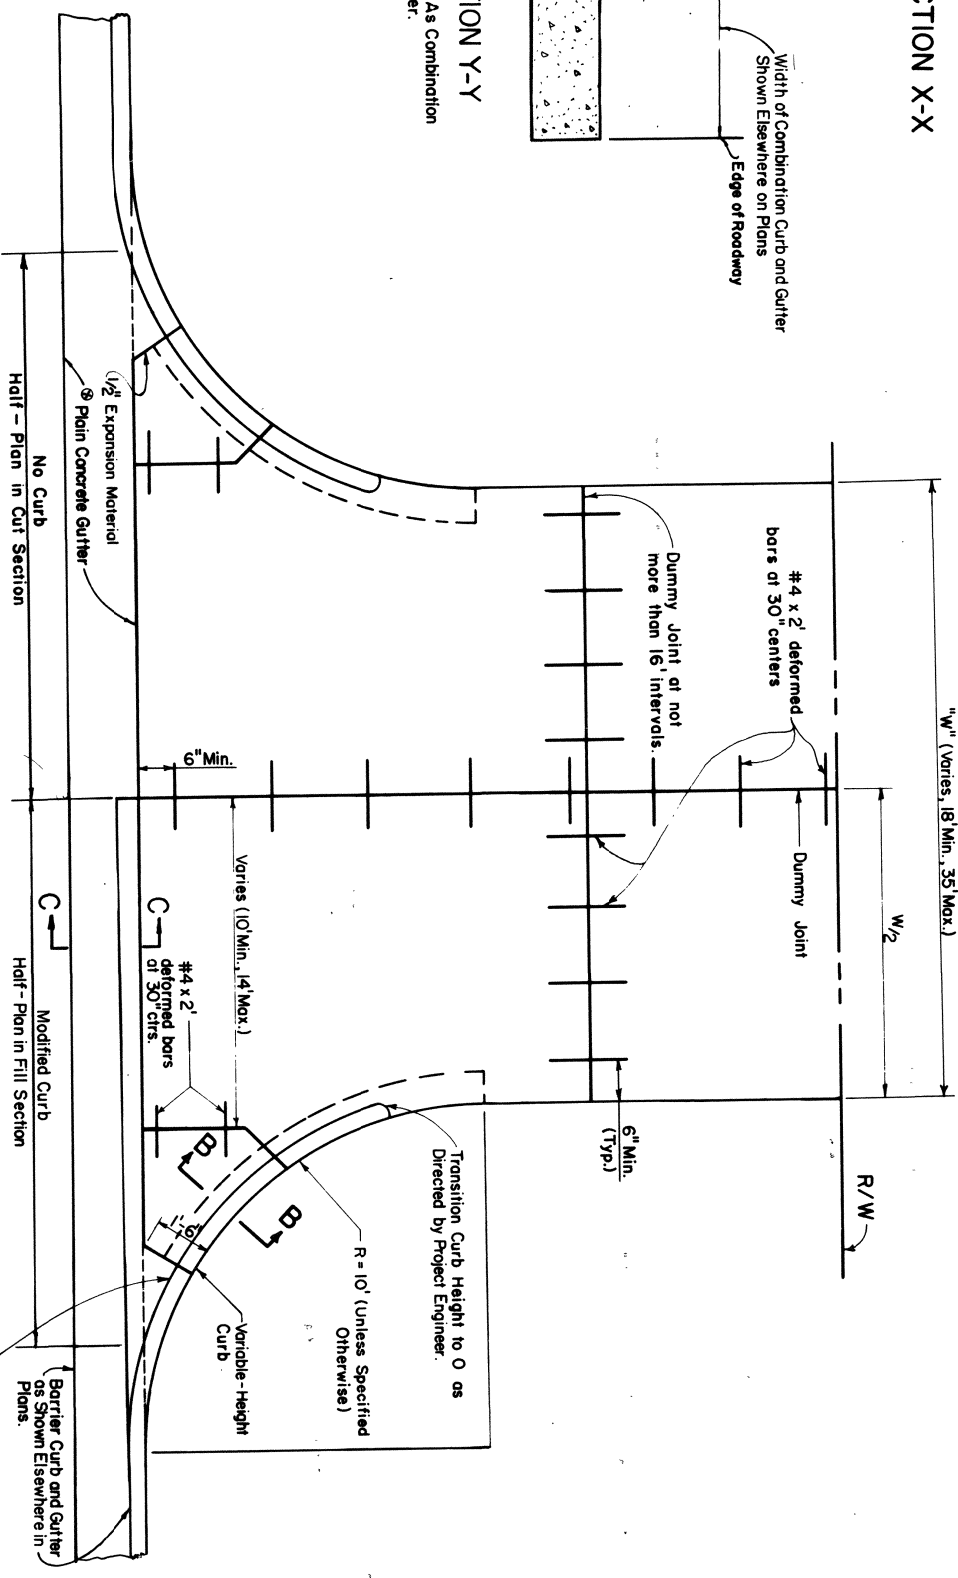 CTION X-X
Width of Combination Curb and Gutter
Shown Elsewhere on Plans
Edge of Roadway
TION Y-Y
As Combination
er.
"W" (Varies, 18' Min., 35' Max.)
W/2
R/W
#4 x 2' deformed
bars at 30" centers
Dummy Joint
Dummy Joint at not
more than 16' intervals.
6" Min.
(Typ.)
6" Min.
Varies (10' Min., 14' Max.)
Transition Curb Height to O as
Directed by Project Engineer.
R = 10' (Unless Specified
Otherwise)
B
B
#4 x 2'
deformed bars
at 30" ctrs.
1'-6"
Variable-Height
Curb
C
C
1/2" Expansion Material
⊗ Plain Concrete Gutter
No Curb
Half - Plan in Cut Section
Modified Curb
Half - Plan in Fill Section
Barrier Curb and Gutter
as Shown Elsewhere in
Plans.